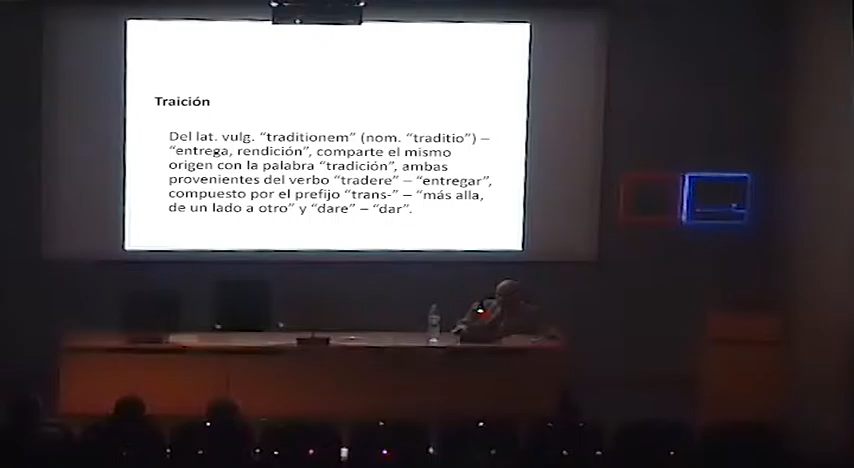 Traición
Del lat. vulg. “traditionem” (nom. “traditio”) –
“entrega, rendición”, comparte el mismo
origen con la palabra “tradición”, ambas
provenientes del verbo “tradere” – “entregar”,
compuesto por el prefijo “trans-” – “más alla,
de un lado a otro” y “dare” – “dar”.